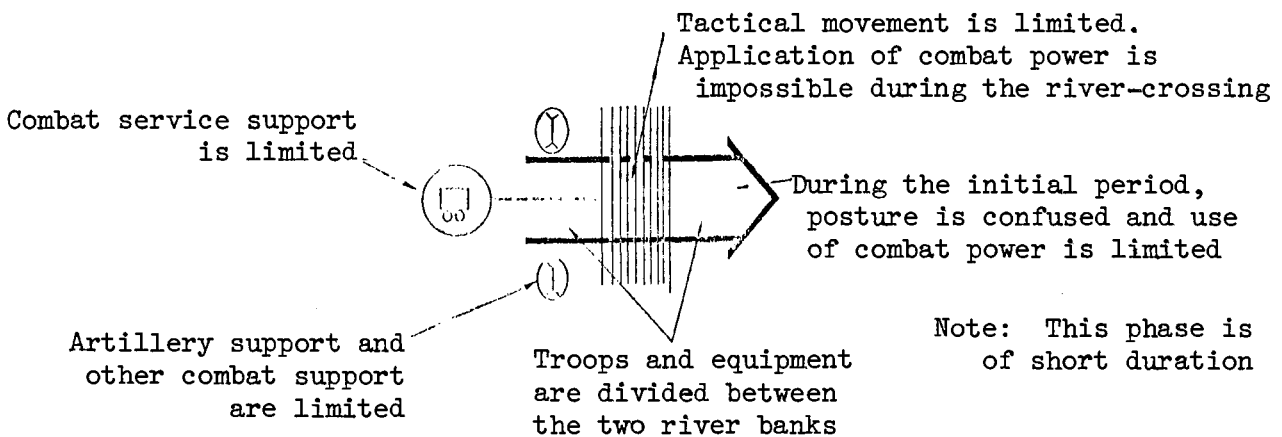 Tactical movement is limited.
Application of combat power is
impossible during the river-crossing
Combat service support
is limited
During the initial period,
posture is confused and use
of combat power is limited
Artillery support and
other combat support
are limited
Troops and equipment
are divided between
the two river banks
Note: This phase is
of short duration